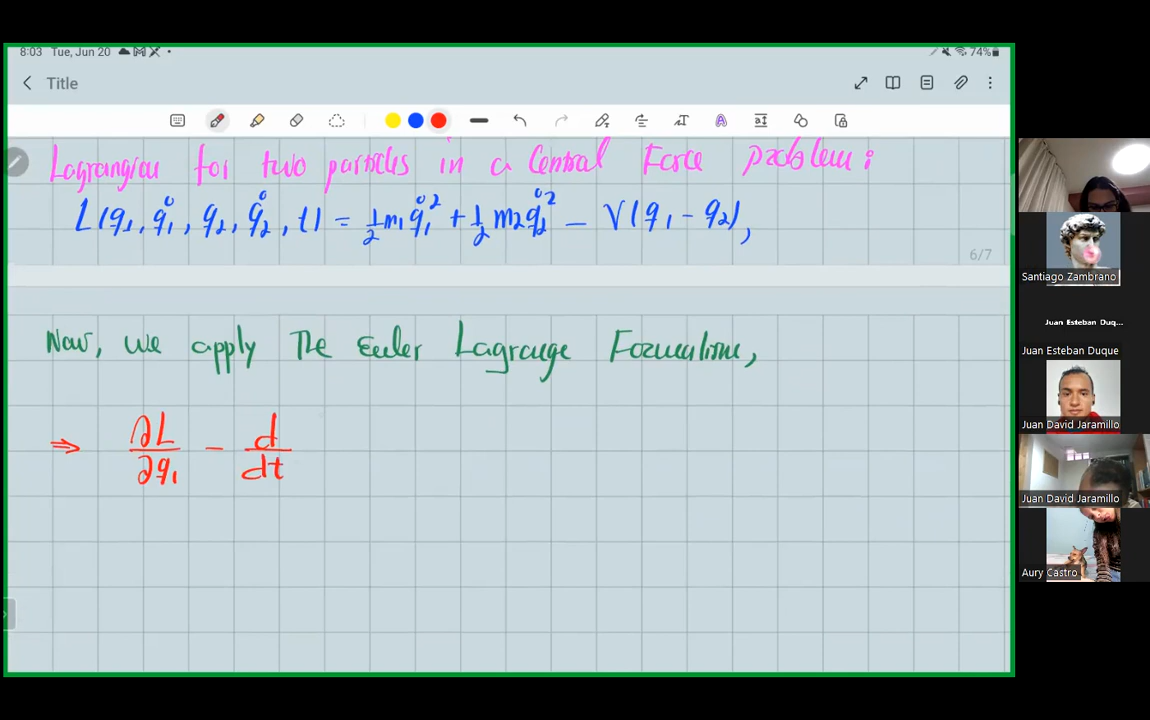 8:03 Tue, Jun 20
74%
Title
Lagrangian for two particles in a Central Force problem:
L(q₁, q̇₁, q₂, q̇₂, t) = ½m₁q̇₁² + ½m₂q̇₂² − V(q₁ − q₂),
6/7
Now, we apply The Euler Lagrange Formalism,
⇒ ∂L/∂q₁ − d/dt
Santiago Zambrano
Juan Esteban Duq...
Juan Esteban Duque
Juan David Jaramillo
Juan David Jaramillo
Aury Castro